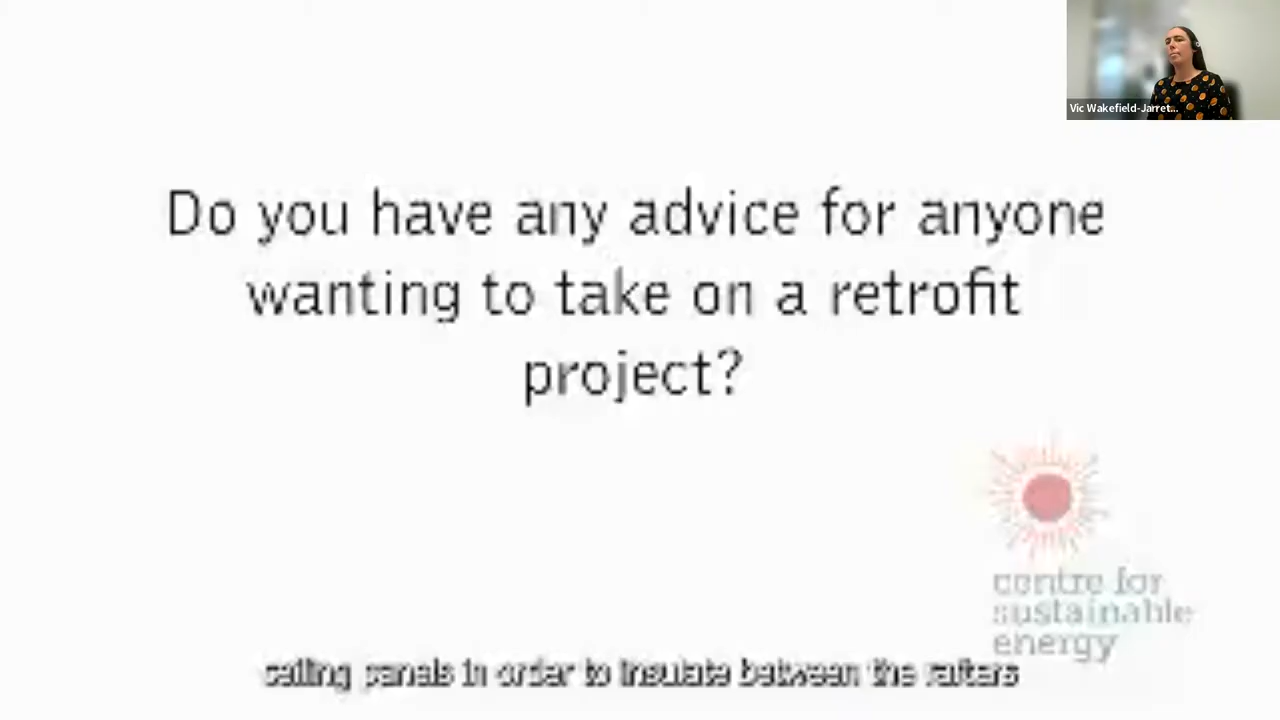 Vic Wakefield-Jarret...
Do you have any advice for anyone
wanting to take on a retrofit
project?
centre for
sustainable
energy
ceiling panels in order to insulate between the rafters